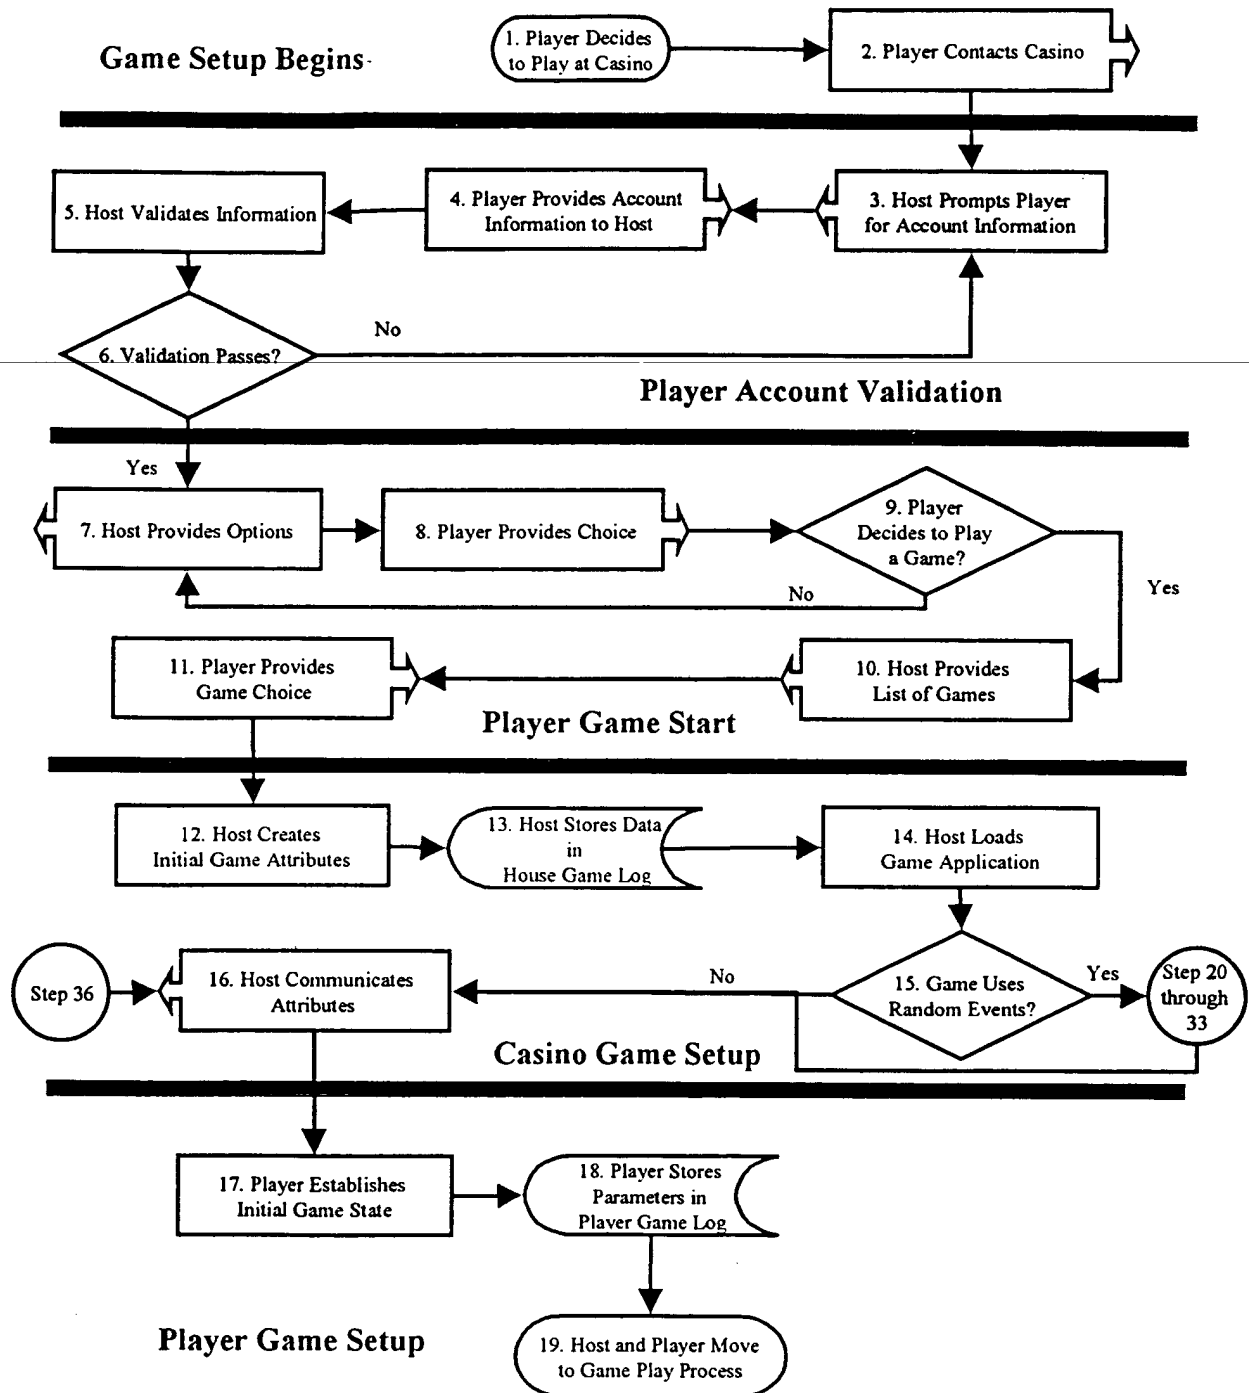 Game Setup Begins
1. Player Decides
to Play at Casino
2. Player Contacts Casino
5. Host Validates Information
4. Player Provides Account
Information to Host
3. Host Prompts Player
for Account Information
6. Validation Passes?
No
Player Account Validation
Yes
7. Host Provides Options
8. Player Provides Choice
9. Player
Decides to Play
a Game?
No
Yes
11. Player Provides
Game Choice
10. Host Provides
List of Games
Player Game Start
12. Host Creates
Initial Game Attributes
13. Host Stores Data
in
House Game Log
14. Host Loads
Game Application
Step 36
16. Host Communicates
Attributes
No
15. Game Uses
Random Events?
Yes
Step 20
through
33
Casino Game Setup
17. Player Establishes
Initial Game State
18. Player Stores
Parameters in
Player Game Log
Player Game Setup
19. Host and Player Move
to Game Play Process